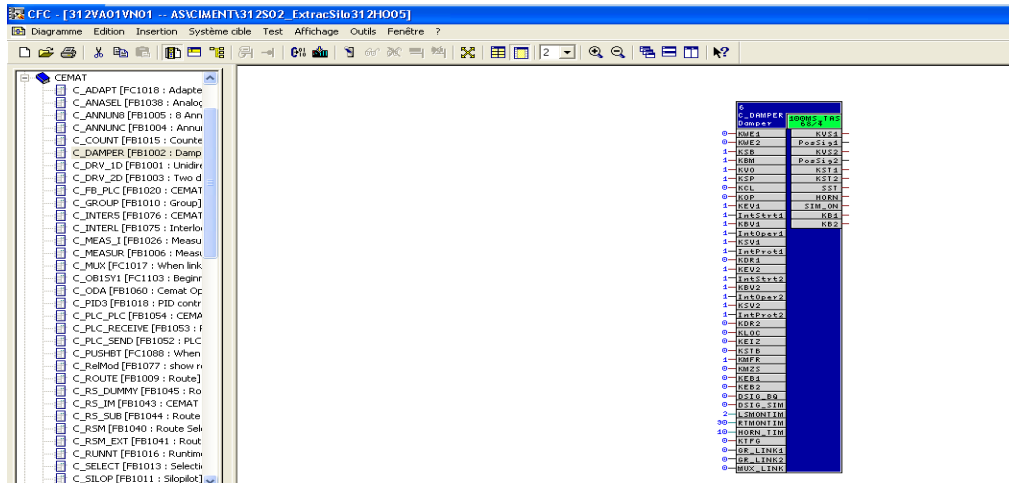 CFC - [312VA01VN01 -- AS\CIMENT\312S02_ExtracSilo312HO05]
Diagramme Edition Insertion Système cible Test Affichage Outils Fenêtre ?
2
CEMAT
C_ADAPT [FC1018 : Adapte
C_ANASEL [FB1038 : Analog
C_ANNUN8 [FB1005 : 8 Ann
C_ANNUNC [FB1004 : Annun
C_COUNT [FB1015 : Counte
C_DAMPER [FB1002 : Damp
C_DRV_1D [FB1001 : Unidire
C_DRV_2D [FB1003 : Two d
C_FB_PLC [FB1020 : CEMAT
C_GROUP [FB1010 : Group]
C_INTER5 [FB1076 : CEMAT
C_INTERL [FB1075 : Interlo
C_MEAS_I [FB1026 : Measu
C_MEASUR [FB1006 : Measu
C_MUX [FC1017 : When link
C_OB1SY1 [FC1103 : Beginn
C_ODA [FB1060 : Cemat Op
C_PID3 [FB1018 : PID contr
C_PLC_PLC [FB1054 : CEMA
C_PLC_RECEIVE [FB1053 :
C_PLC_SEND [FB1052 : PLC
C_PUSHBT [FC1088 : When
C_RelMod [FB1077 : show r
C_ROUTE [FB1009 : Route]
C_RS_DUMMY [FB1045 : Ro
C_RS_IM [FB1043 : CEMAT
C_RS_SUB [FB1044 : Route
C_RSM [FB1040 : Route Sel
C_RSM_EXT [FB1041 : Rout
C_RUNNT [FB1016 : Runtim
C_SELECT [FB1013 : Selecti
C_SILOP [FB1011 : Silopilot]
6
C_DAMPER 100MS_TAS
Damper 68/4
0 KWE1 KVS1
0 KWE2 PosSig1
1 KSB KVS2
1 KBM PosSig2
1 KVO KST1
1 KSP KST2
0 KCL SST
0 KOP HORN
1 KEV1 SIM_ON
1 IntStrt1 KB1
1 KBV1 KB2
1 IntOper1
1 KSV1
1 IntProt1
0 KDR1
1 KEV2
1 IntStrt2
1 KBV2
1 IntOper2
1 KSV2
1 IntProt2
0 KDR2
0 KLOC
0 KEIZ
0 KSTB
1 KMFR
0 KMZS
0 KEB1
0 KEB2
0 DSIG_BQ
0 DSIG_SIM
2 LSMONTIM
30 RTMONTIM
10 HORN_TIM
0 KTFG
0 GR_LINK1
0 GR_LINK2
0 MUX_LINK